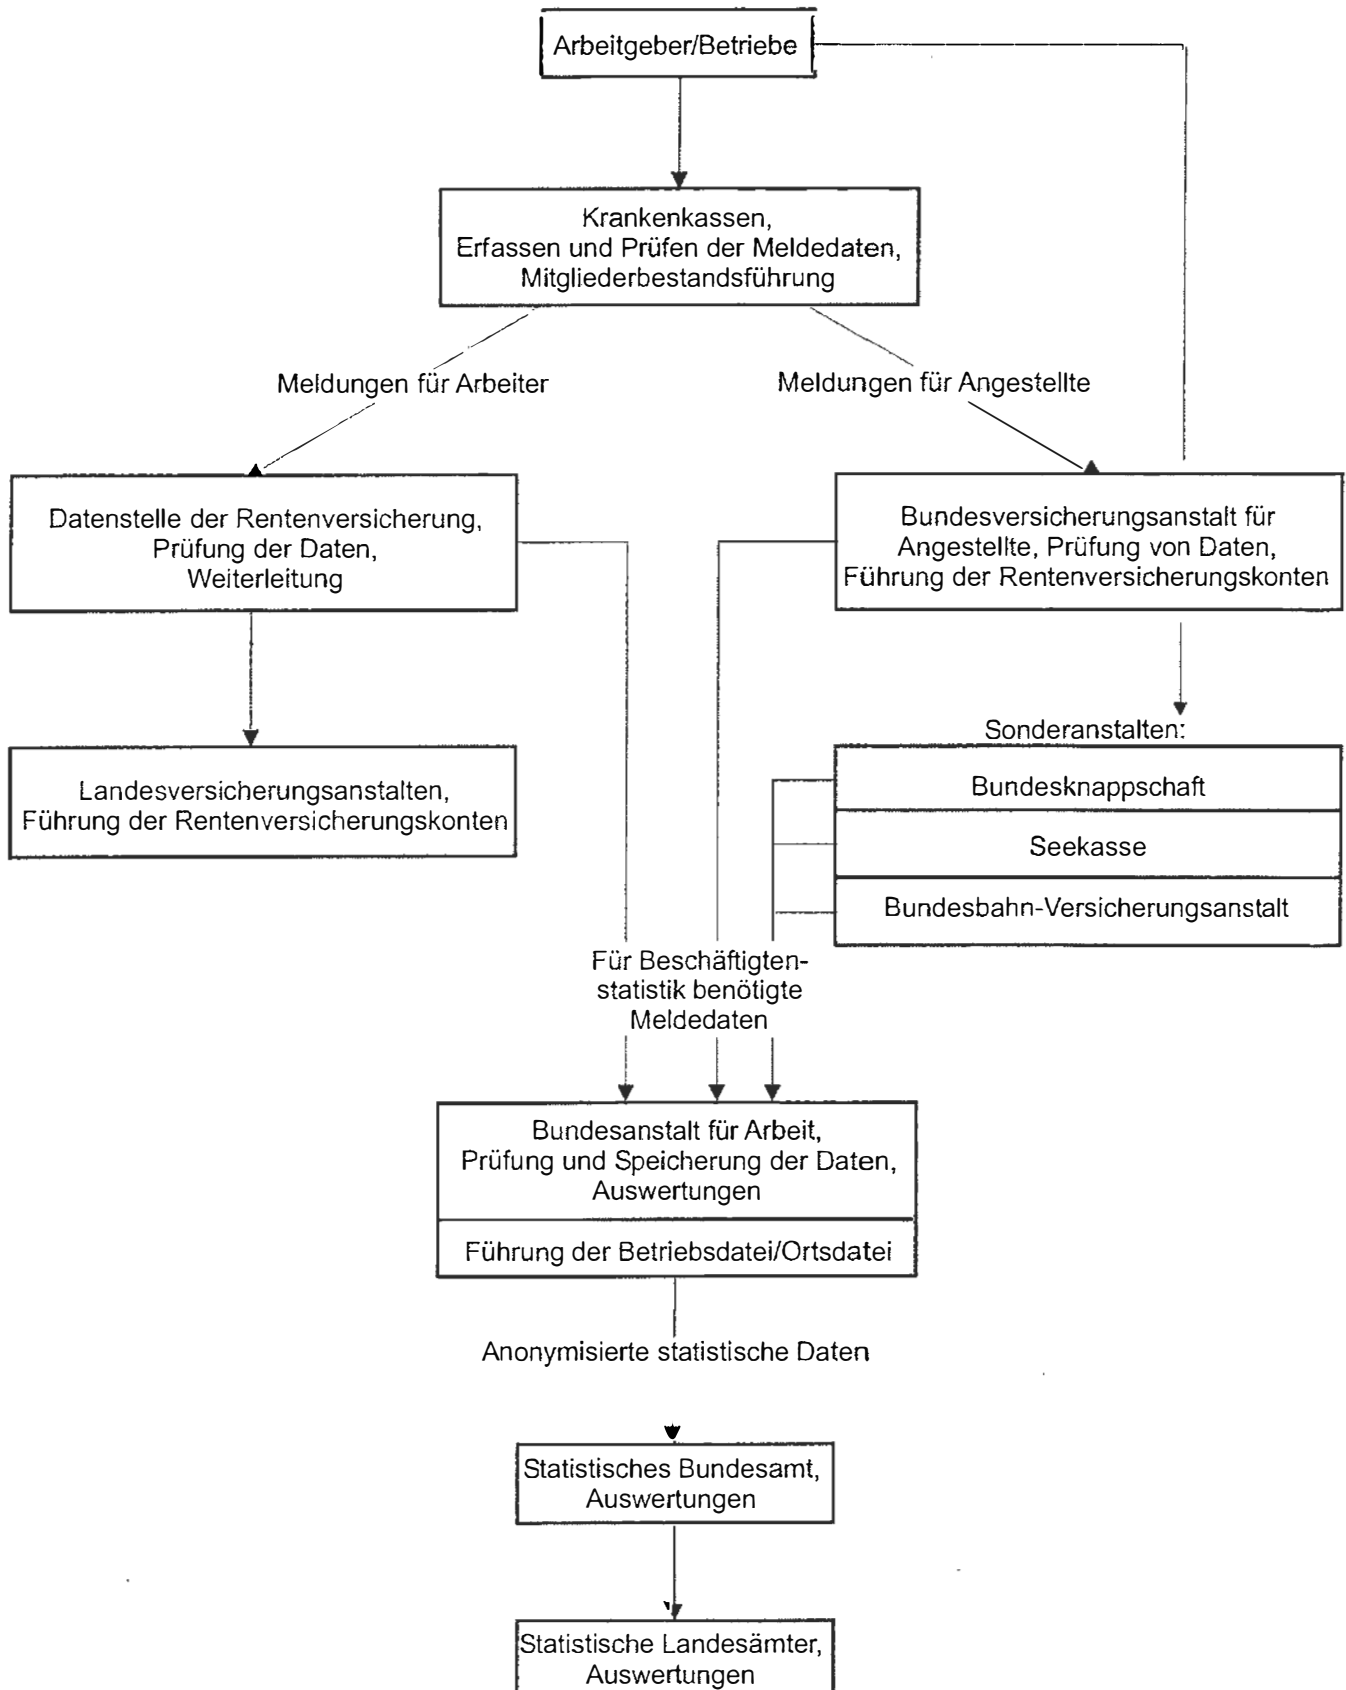 Arbeitgeber/Betriebe
Krankenkassen,
Erfassen und Prüfen der Meldedaten,
Mitgliederbestandsführung
Meldungen für Arbeiter
Meldungen für Angestellte
Datenstelle der Rentenversicherung,
Prüfung der Daten,
Weiterleitung
Bundesversicherungsanstalt für
Angestellte, Prüfung von Daten,
Führung der Rentenversicherungskonten
Landesversicherungsanstalten,
Führung der Rentenversicherungskonten
Sonderanstalten:
Bundesknappschaft
Seekasse
Bundesbahn-Versicherungsanstalt
Für Beschäftigten-
statistik benötigte
Meldedaten
Bundesanstalt für Arbeit,
Prüfung und Speicherung der Daten,
Auswertungen
Führung der Betriebsdatei/Ortsdatei
Anonymisierte statistische Daten
Statistisches Bundesamt,
Auswertungen
Statistische Landesämter,
Auswertungen